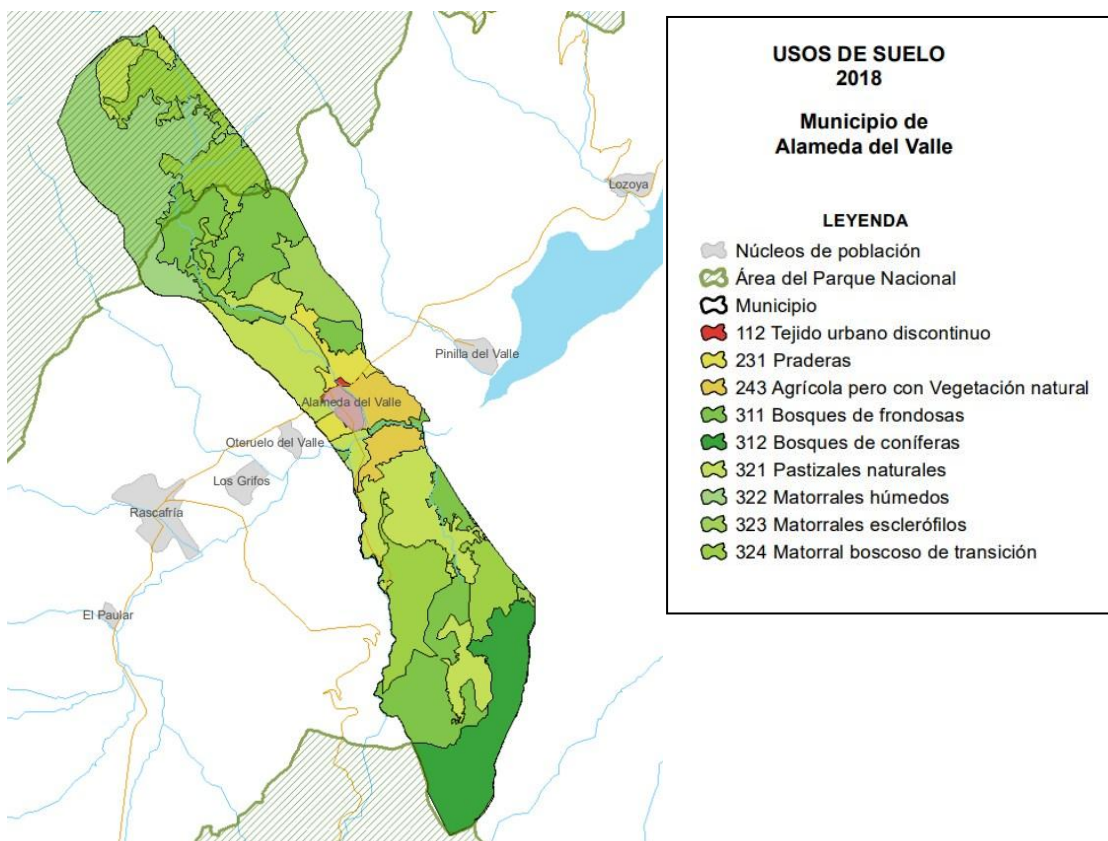 USOS DE SUELO
2018
Municipio de
Alameda del Valle
LEYENDA
Núcleos de población
Área del Parque Nacional
Municipio
112 Tejido urbano discontinuo
231 Praderas
243 Agrícola pero con Vegetación natural
311 Bosques de frondosas
312 Bosques de coníferas
321 Pastizales naturales
322 Matorrales húmedos
323 Matorrales esclerófilos
324 Matorral boscoso de transición
Lozoya
Pinilla del Valle
Alameda del Valle
Oteruelo del Valle
Los Grifos
Rascafría
El Paular